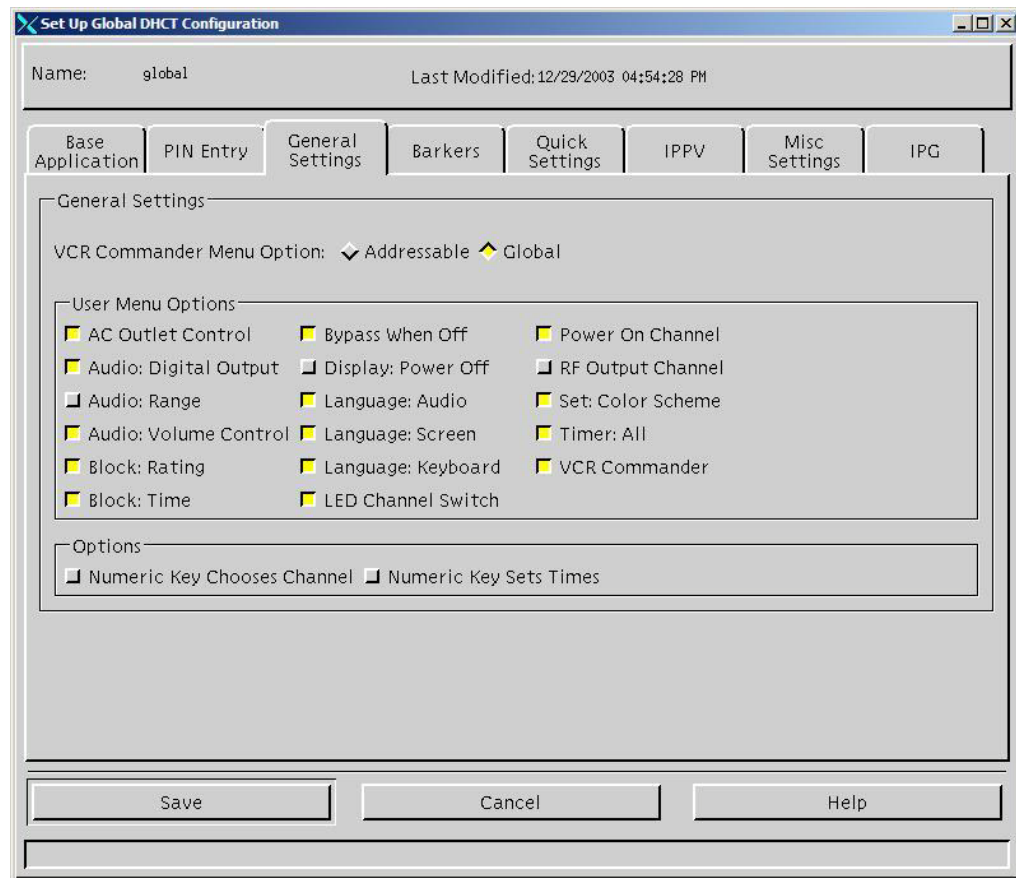 Set Up Global DHCT Configuration
Name: global Last Modified: 12/29/2003 04:54:28 PM
Base Application PIN Entry General Settings Barkers Quick Settings IPPV Misc Settings IPG
General Settings
VCR Commander Menu Option: Addressable Global
User Menu Options
AC Outlet Control Bypass When Off Power On Channel
Audio: Digital Output Display: Power Off RF Output Channel
Audio: Range Language: Audio Set: Color Scheme
Audio: Volume Control Language: Screen Timer: All
Block: Rating Language: Keyboard VCR Commander
Block: Time LED Channel Switch
Options
Numeric Key Chooses Channel Numeric Key Sets Times
Save Cancel Help